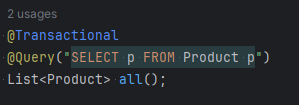 2 usages
@Transactional
@Query("SELECT p FROM Product p")
List<Product> all();